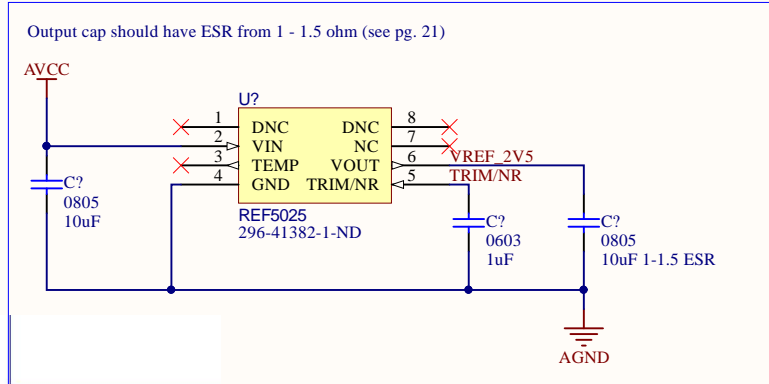 Output cap should have ESR from 1 - 1.5 ohm (see pg. 21)
AVCC
U?
1 DNC DNC 8
2 VIN NC 7
3 TEMP VOUT 6 VREF_2V5
4 GND TRIM/NR 5 TRIM/NR
C?
0805
10uF
REF5025
296-41382-1-ND
C?
0603
1uF
C?
0805
10uF 1-1.5 ESR
AGND